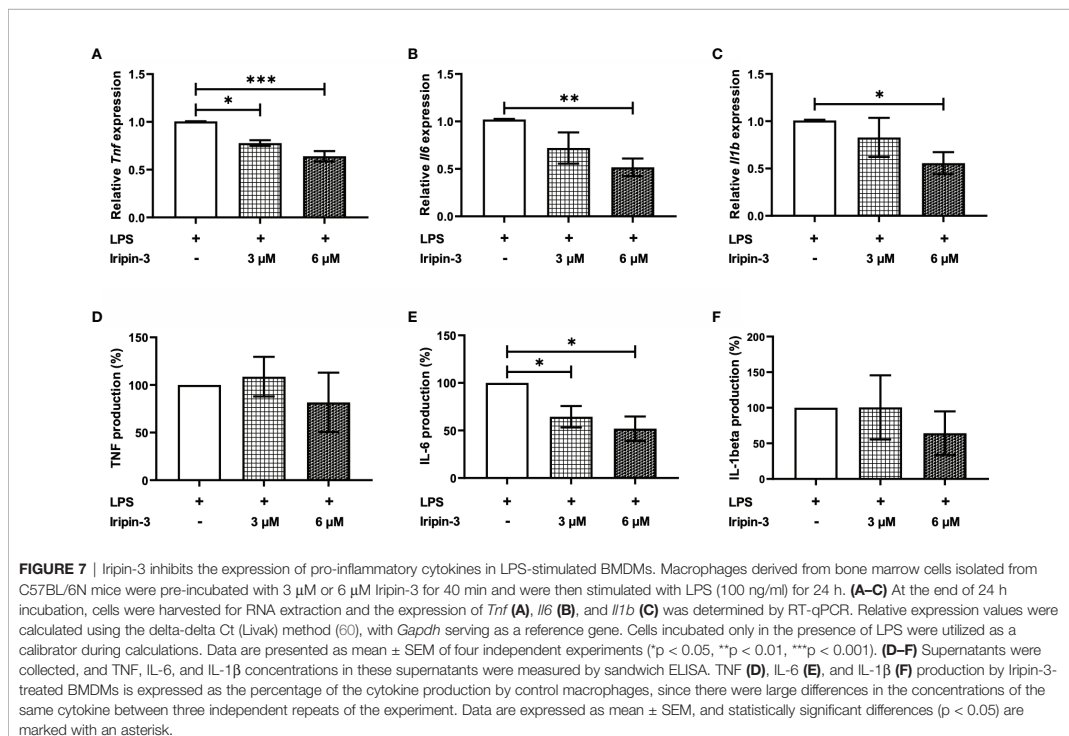 A
***
*
Relative Tnf expression
1.5
1.0
0.5
0.0
LPS + + +
Iripin-3 - 3 µM 6 µM
B
**
Relative Il6 expression
1.5
1.0
0.5
0.0
LPS + + +
Iripin-3 - 3 µM 6 µM
C
*
Relative Il1b expression
1.5
1.0
0.5
0.0
LPS + + +
Iripin-3 - 3 µM 6 µM
D
TNF production (%)
150
100
50
0
LPS + + +
Iripin-3 - 3 µM 6 µM
E
*
*
IL-6 production (%)
150
100
50
0
LPS + + +
Iripin-3 - 3 µM 6 µM
F
IL-1beta production (%)
200
150
100
50
0
LPS + + +
Iripin-3 - 3 µM 6 µM
FIGURE 7 | Iripin-3 inhibits the expression of pro-inflammatory cytokines in LPS-stimulated BMDMs. Macrophages derived from bone marrow cells isolated from
C57BL/6N mice were pre-incubated with 3 µM or 6 µM Iripin-3 for 40 min and were then stimulated with LPS (100 ng/ml) for 24 h. (A–C) At the end of 24 h
incubation, cells were harvested for RNA extraction and the expression of Tnf (A), Il6 (B), and Il1b (C) was determined by RT-qPCR. Relative expression values were
calculated using the delta-delta Ct (Livak) method (60), with Gapdh serving as a reference gene. Cells incubated only in the presence of LPS were utilized as a
calibrator during calculations. Data are presented as mean ± SEM of four independent experiments (*p < 0.05, **p < 0.01, ***p < 0.001). (D–F) Supernatants were
collected, and TNF, IL-6, and IL-1β concentrations in these supernatants were measured by sandwich ELISA. TNF (D), IL-6 (E), and IL-1β (F) production by Iripin-3-
treated BMDMs is expressed as the percentage of the cytokine production by control macrophages, since there were large differences in the concentrations of the
same cytokine between three independent repeats of the experiment. Data are expressed as mean ± SEM, and statistically significant differences (p < 0.05) are
marked with an asterisk.